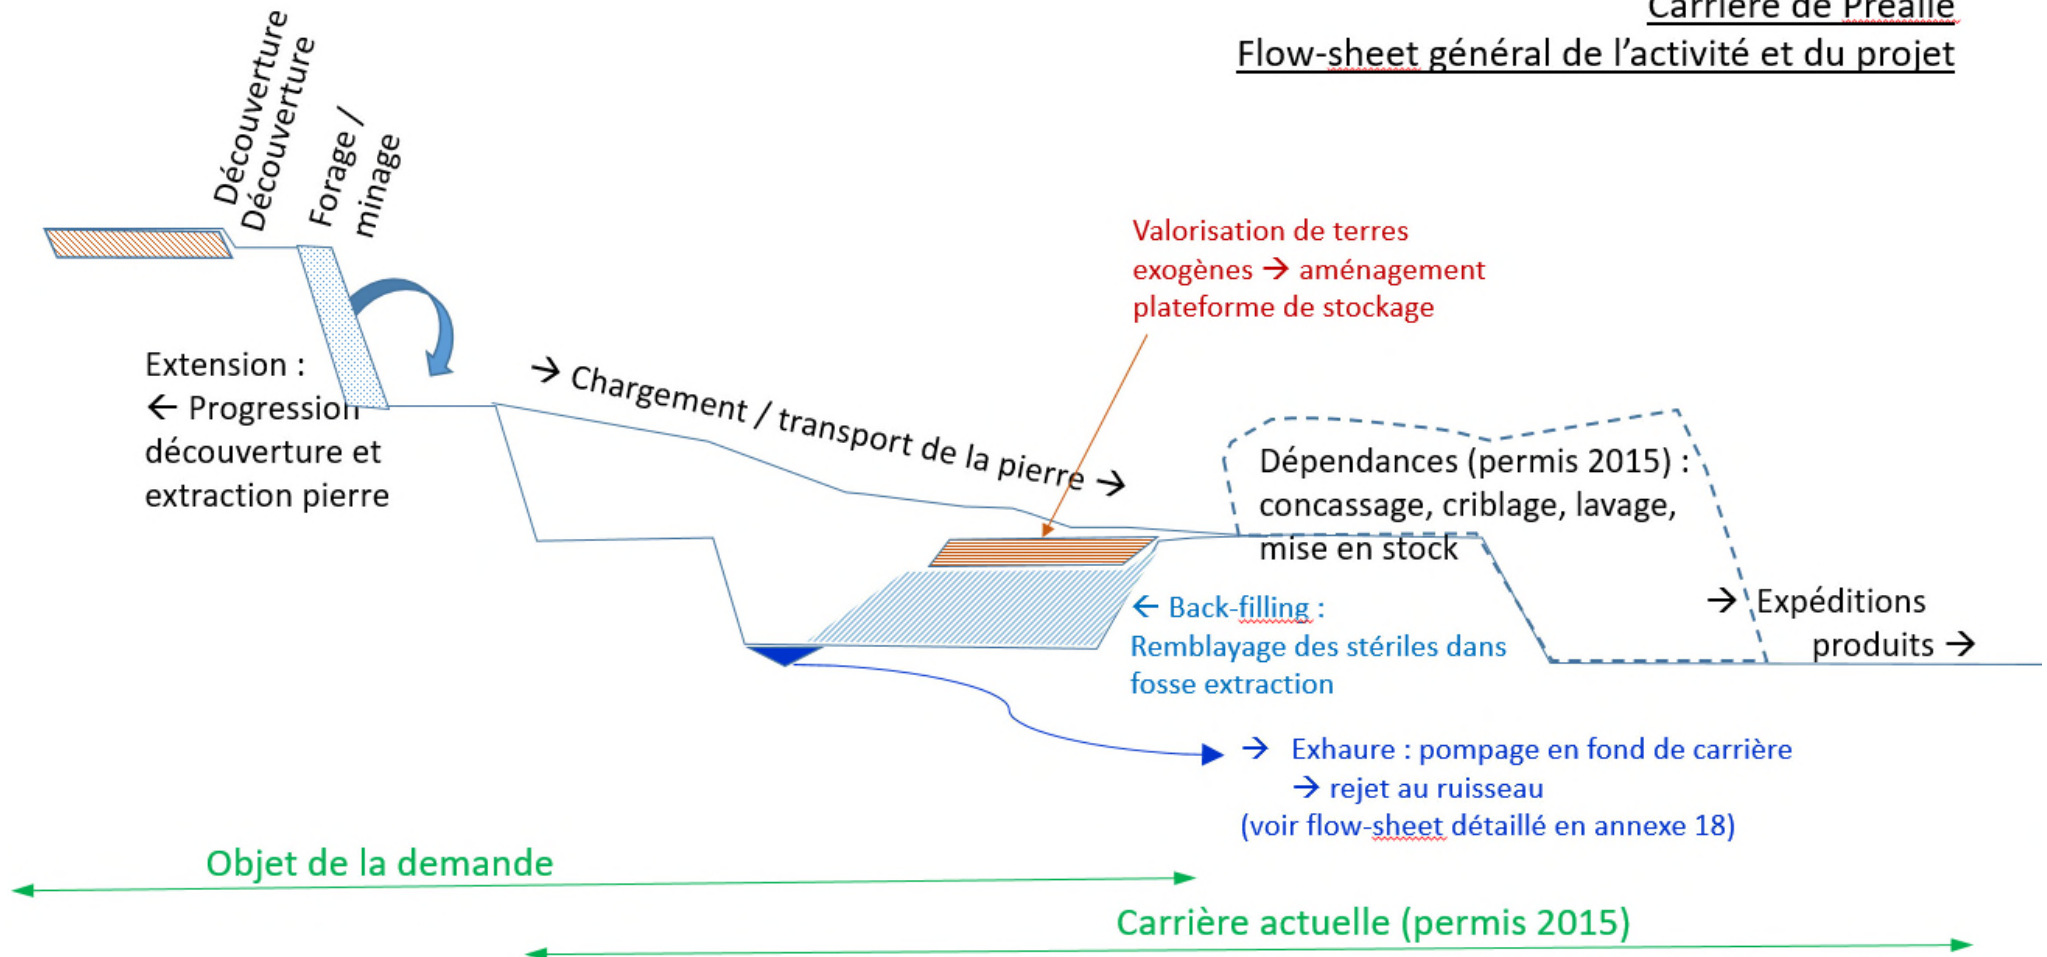 Carrière de Préalle
Flow-sheet général de l’activité et du projet
Découverture
Découverture
Forage /
minage
Valorisation de terres
exogènes → aménagement
plateforme de stockage
Extension :
← Progression
découverture et
extraction pierre
→ Chargement / transport de la pierre →
Dépendances (permis 2015) :
concassage, criblage, lavage,
mise en stock
→ Expéditions
produits →
← Back-filling :
Remblayage des stériles dans
fosse extraction
→ Exhaure : pompage en fond de carrière
→ rejet au ruisseau
(voir flow-sheet détaillé en annexe 18)
Objet de la demande
Carrière actuelle (permis 2015)